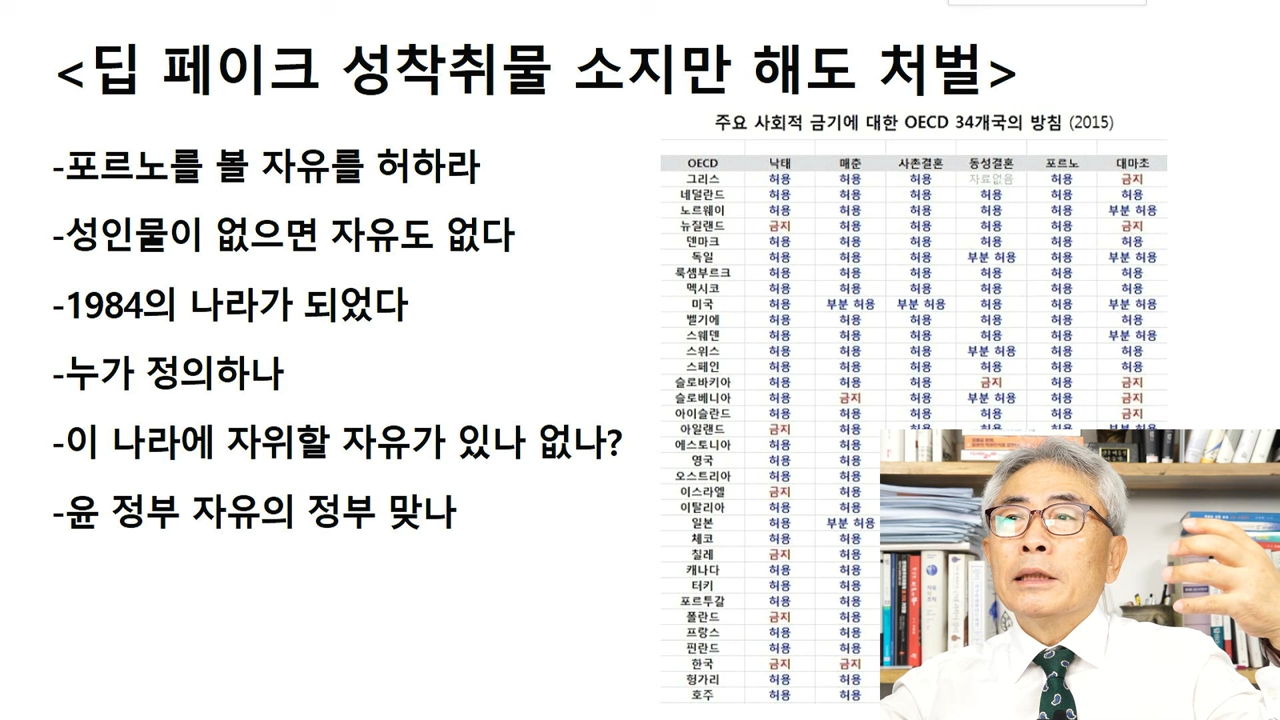 <딥 페이크 성착취물 소지만 해도 처벌>
-포르노를 볼 자유를 허하라
-성인물이 없으면 자유도 없다
-1984의 나라가 되었다
-누가 정의하나
-이 나라에 자위할 자유가 있나 없나?
-윤 정부 자유의 정부 맞나
주요 사회적 금기에 대한 OECD 34개국의 방침 (2015)
OECD 낙태 매춘 사촌결혼 동성결혼 포르노 대마초
그리스 허용 허용 허용 자료없음 허용 금지
네덜란드 허용 허용 허용 허용 허용 허용
노르웨이 허용 허용 허용 허용 허용 부분 허용
뉴질랜드 금지 허용 허용 허용 허용 금지
덴마크 허용 허용 허용 허용 허용 허용
독일 허용 허용 허용 부분 허용 허용 부분 허용
룩셈부르크 허용 허용 허용 허용 허용 허용
멕시코 허용 허용 허용 허용 허용 허용
미국 허용 부분 허용 부분 허용 허용 허용 부분 허용
벨기에 허용 허용 허용 허용 허용 허용
스웨덴 허용 허용 허용 허용 허용 부분 허용
스위스 허용 허용 허용 부분 허용 허용 허용
스페인 허용 허용 허용 허용 허용 허용
슬로바키아 허용 허용 허용 금지 허용 금지
슬로베니아 허용 금지 허용 부분 허용 허용 금지
아이슬란드 허용 허용 허용 허용 허용 금지
아일랜드 금지 허용 허용 허용 허용 부분 허용
에스토니아 허용 허용
영국 허용 허용
오스트리아 허용 허용
이스라엘 금지 허용
이탈리아 허용 허용
일본 허용 부분 허용
체코 허용 허용
칠레 금지 허용
캐나다 허용 허용
터키 허용 허용
포르투갈 허용 허용
폴란드 금지 허용
프랑스 허용 허용
핀란드 허용 허용
한국 금지 금지
헝가리 허용 허용
호주 허용 허용